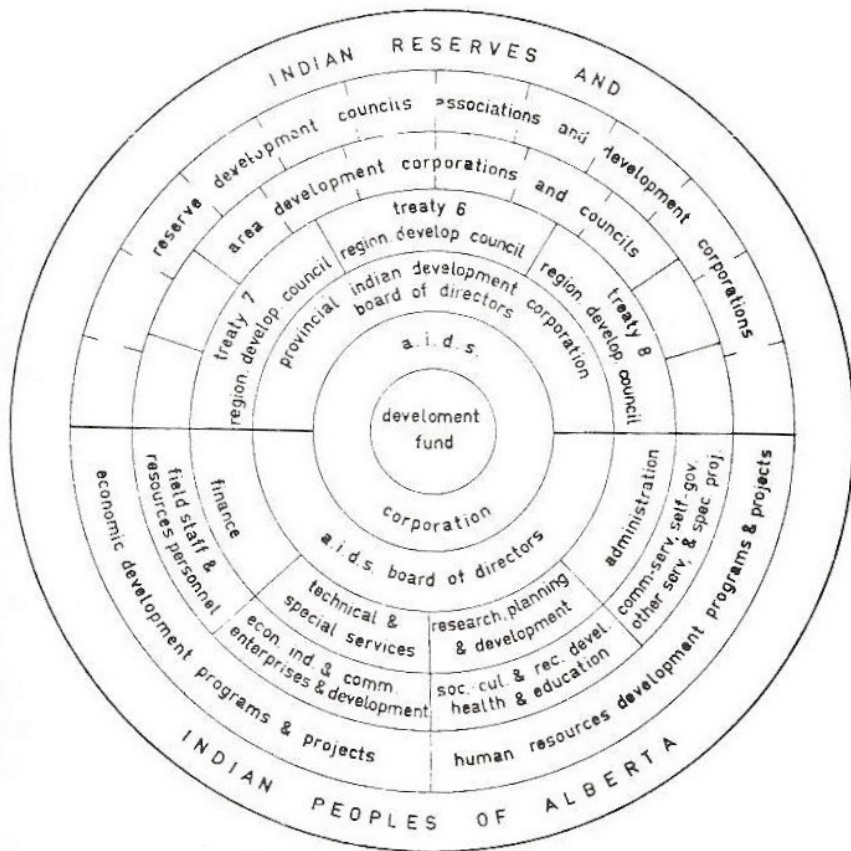 INDIAN RESERVES AND
reserve development councils associations and development corporations
area development corporations and councils
treaty 7
region. develop council
treaty 6
region. develop council
treaty 8
region. develop. council
provincial indian development corporation
board of directors
a.i.d.s.
develoment
fund
corporation
a.i.d.s. board of directors
finance
technical &
special services
research, planning
& development
administration
field staff &
resources personnel
econ. ind. & comm.
enterprises & development
soc.-cul. & rec. devel.
health & education
comm-serv, self. gov.
other serv, & spec proj.
economic development programs & projects
human resources development programs & projects
INDIAN PEOPLES OF ALBERTA